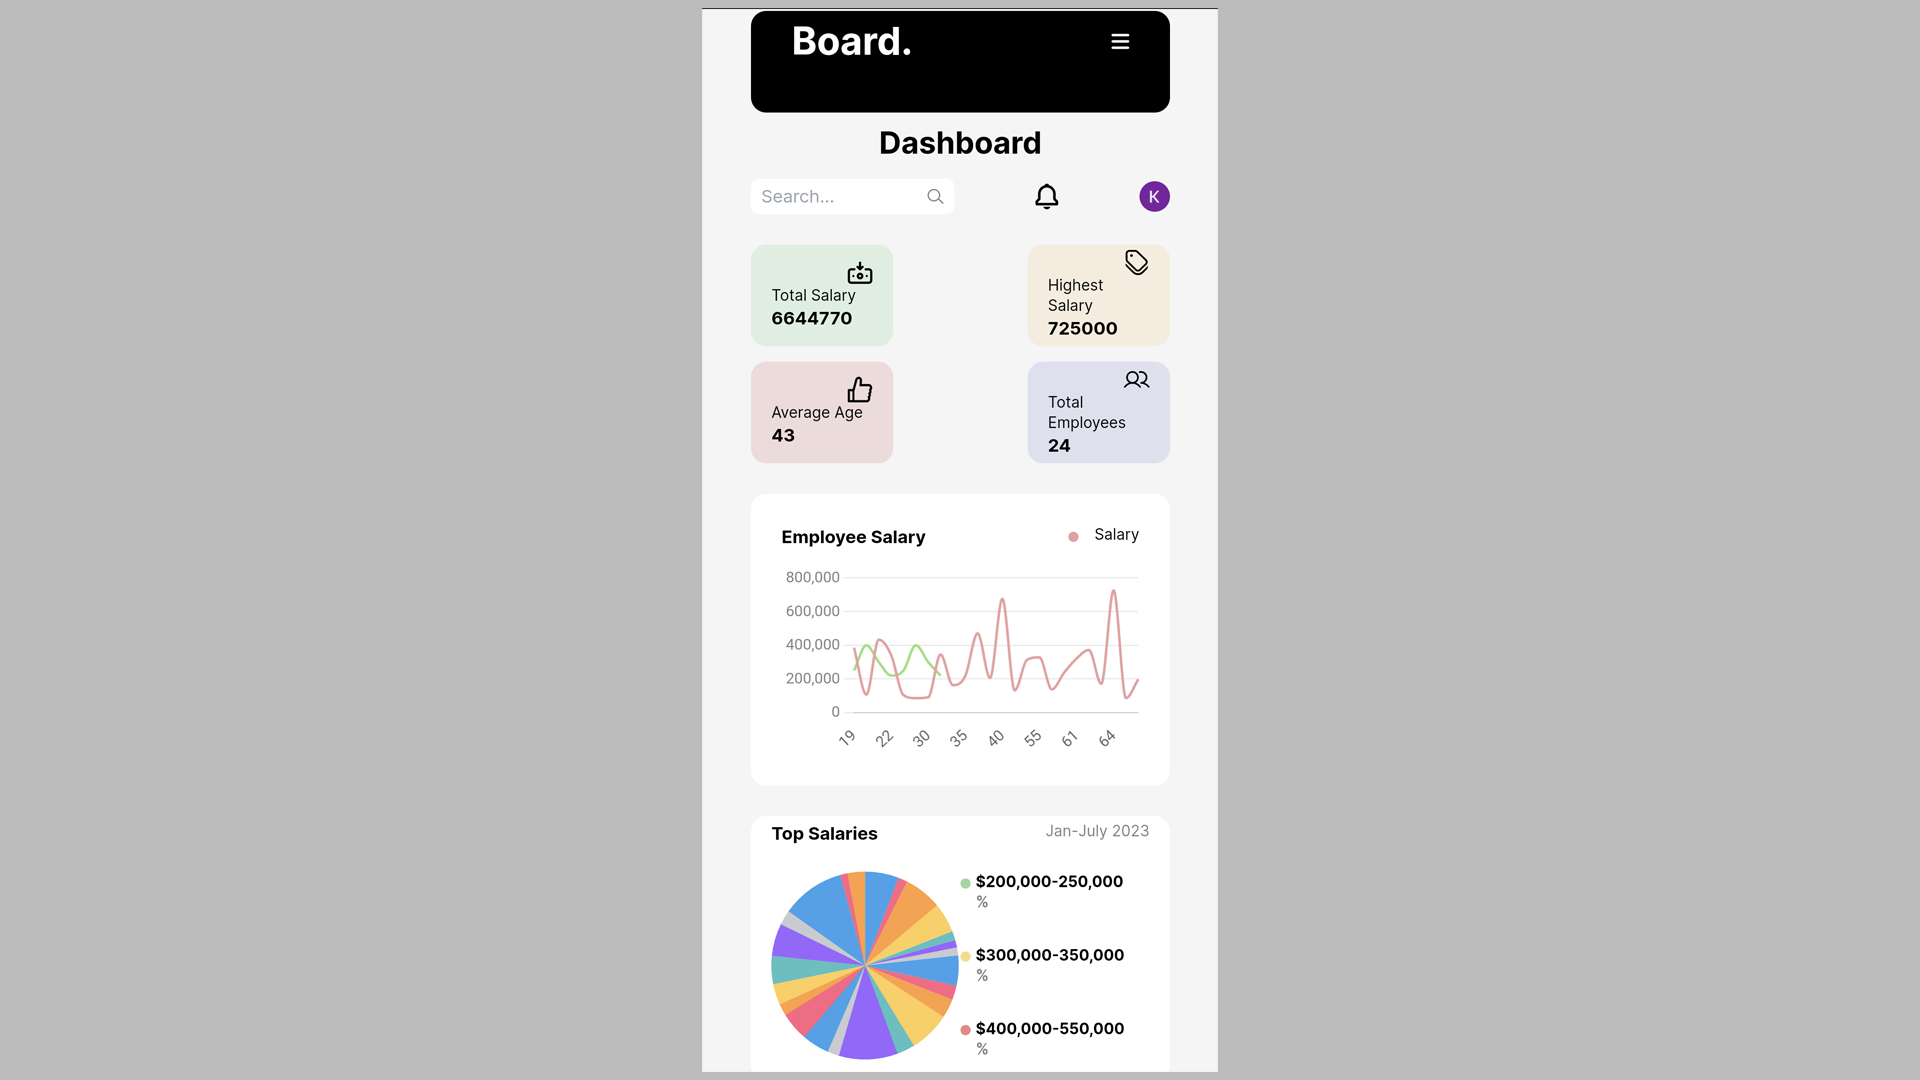 Board.
Dashboard
Search...
K
Total Salary
6644770
Highest
Salary
725000
Average Age
43
Total
Employees
24
Employee Salary
Salary
800,000
600,000
400,000
200,000
0
19 22 30 35 40 55 61 64
Top Salaries
Jan-July 2023
$200,000-250,000
%
$300,000-350,000
%
$400,000-550,000
%